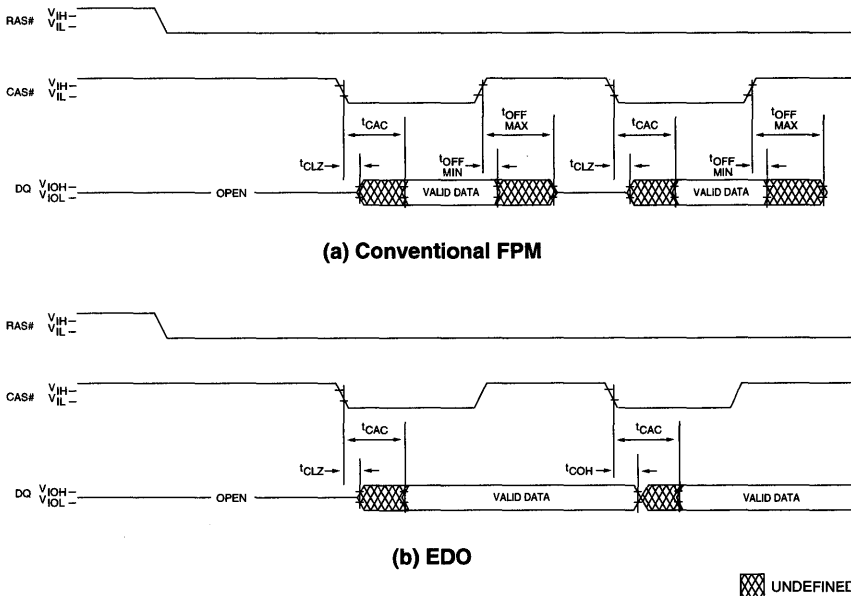 RAS# VIH VIL
CAS# VIH VIL
tCAC tOFF MAX tCAC tOFF MAX
tCLZ tOFF MIN tCLZ tOFF MIN
DQ VIOH VIOL OPEN VALID DATA VALID DATA
(a) Conventional FPM
RAS# VIH VIL
CAS# VIH VIL
tCAC tCAC
tCLZ tCOH
DQ VIOH VIOL OPEN VALID DATA VALID DATA
(b) EDO
UNDEFINED